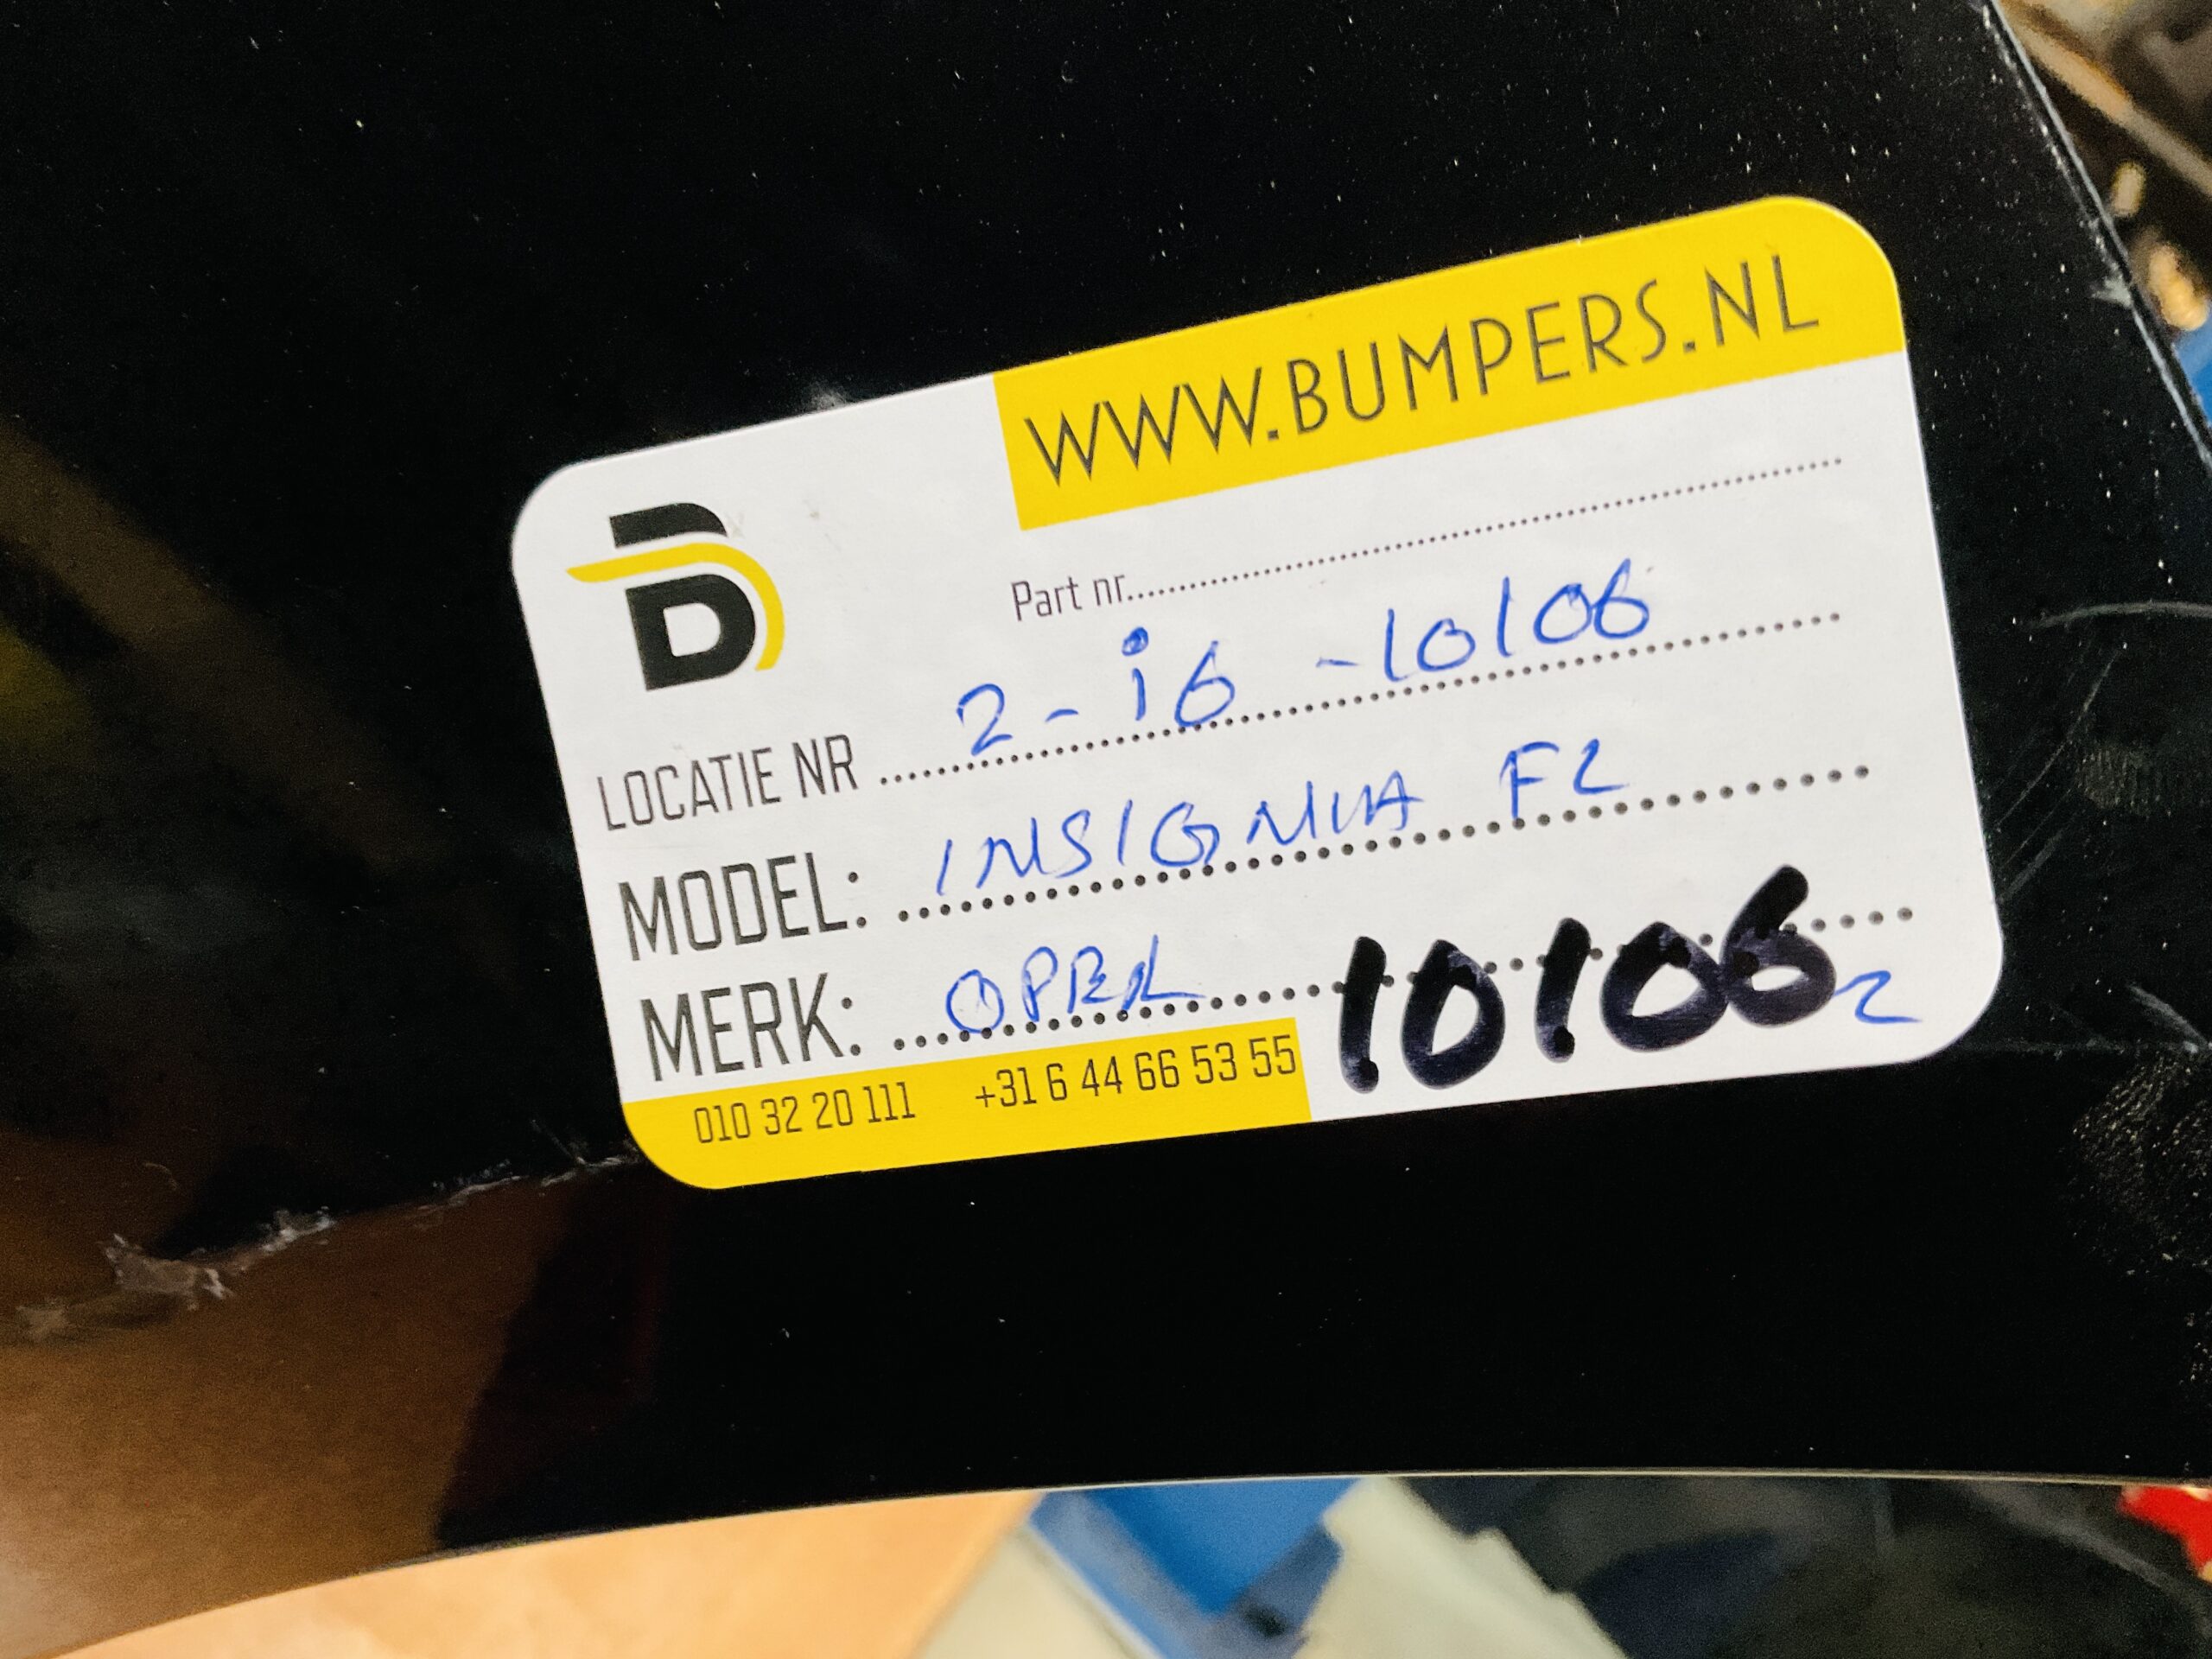 WWW.BUMPERS.NL
B
Part nr...........................
LOCATIE NR 2-i6-10106
MODEL: INSIGNIA FL
MERK: OPEL 10106 2
010 32 20 111 +31 6 44 66 53 55